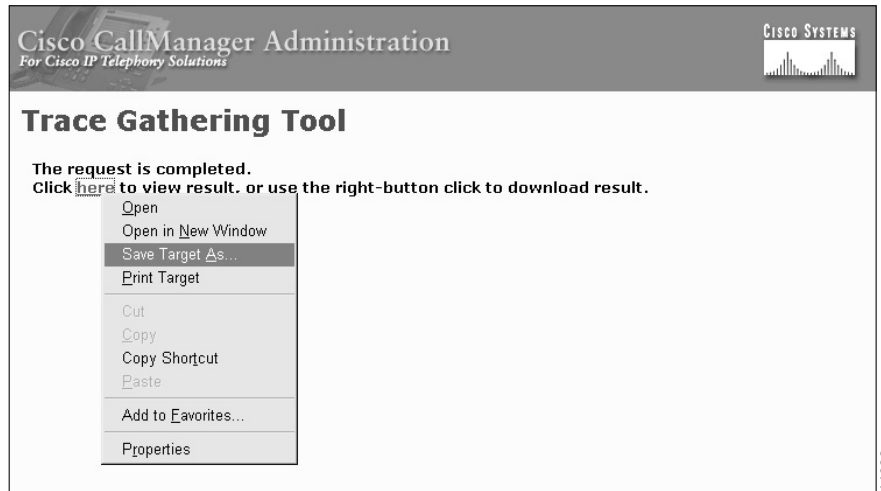 Cisco CallManager Administration
For Cisco IP Telephony Solutions
CISCO SYSTEMS
Trace Gathering Tool
The request is completed.
Click here to view result, or use the right-button click to download result.
Open
Open in New Window
Save Target As...
Print Target
Cut
Copy
Copy Shortcut
Paste
Add to Favorites...
Properties